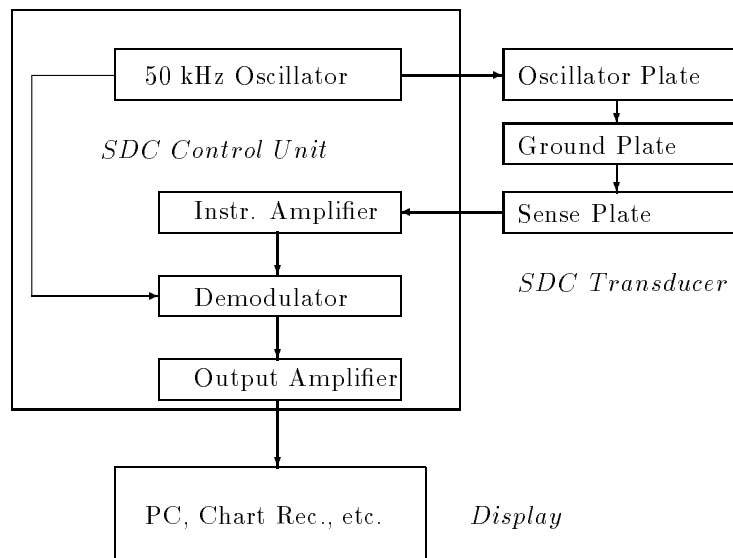 50 kHz Oscillator
Oscillator Plate
SDC Control Unit
Ground Plate
Instr. Amplifier
Sense Plate
SDC Transducer
Demodulator
Output Amplifier
PC, Chart Rec., etc.
Display